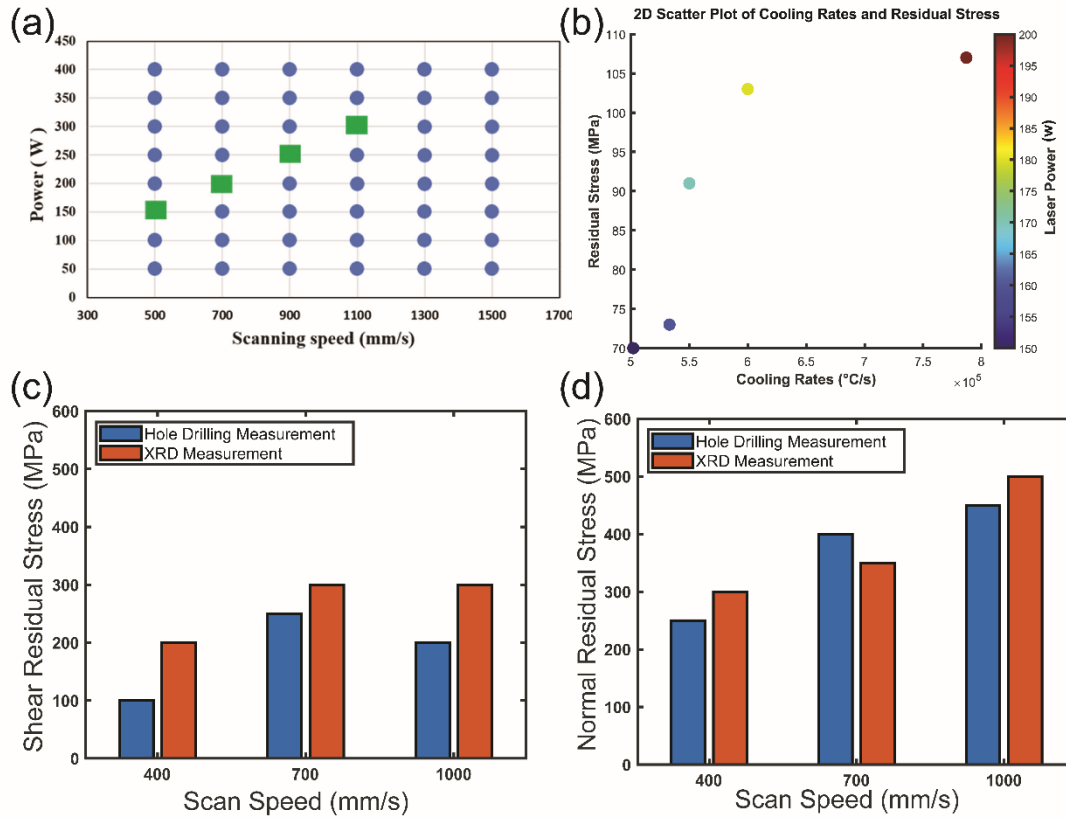 (a)
450
400
350
300
250
200
150
100
50
0
Power ( W )
300 500 700 900 1100 1300 1500 1700
Scanning speed (mm/s)
(b)
2D Scatter Plot of Cooling Rates and Residual Stress
110
105
100
95
90
85
80
75
70
Residual Stress (MPa)
5 5.5 6 7 7.5 8
Cooling Rates (°C/s)
× 10⁵
200
195
190
185
180
175
170
165
160
155
150
Laser Power (w)
(c)
600
500
400
300
200
100
0
Shear Residual Stress (MPa)
Hole Drilling Measurement
XRD Measurement
400 700 1000
Scan Speed (mm/s)
(d)
600
500
400
300
200
100
0
Normal Residual Stress (MPa)
Hole Drilling Measurement
XRD Measurement
400 700 1000
Scan Speed (mm/s)